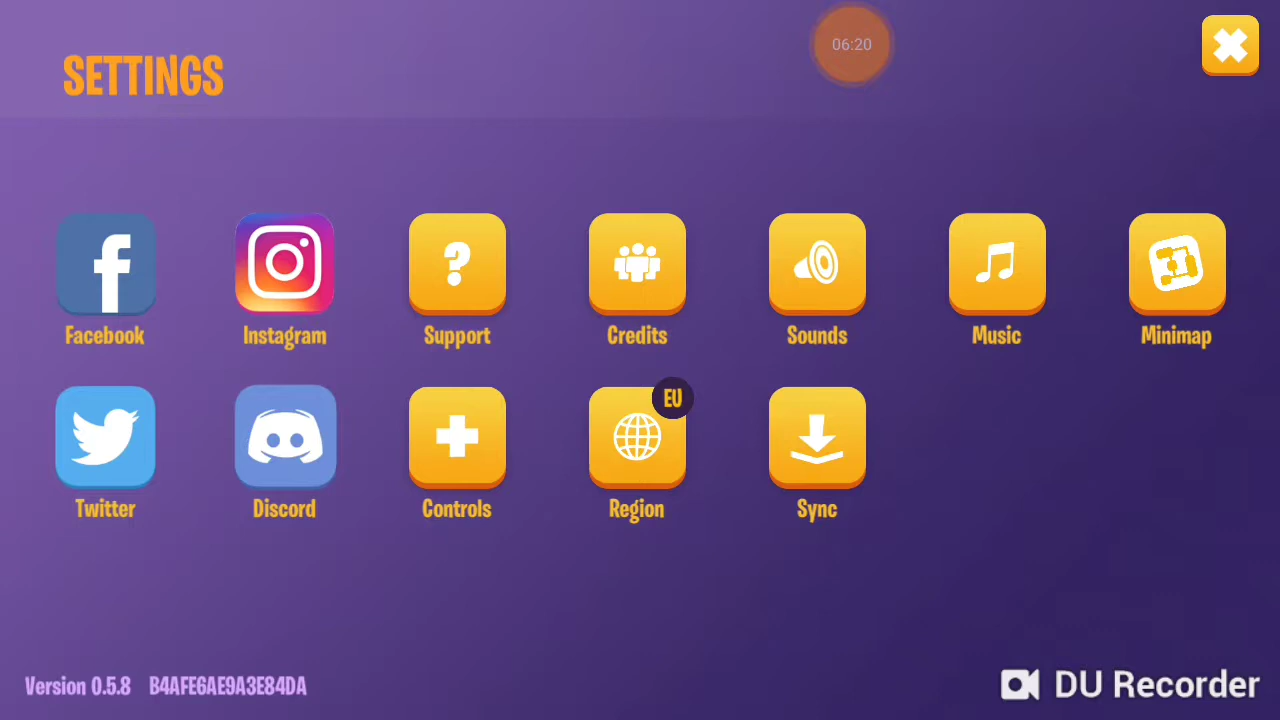 06:20
SETTINGS
Facebook
Instagram
Support
Credits
Sounds
Music
Minimap
EU
Twitter
Discord
Controls
Region
Sync
Version 0.5.8 B4AFE6AE9A3E84DA
DU Recorder